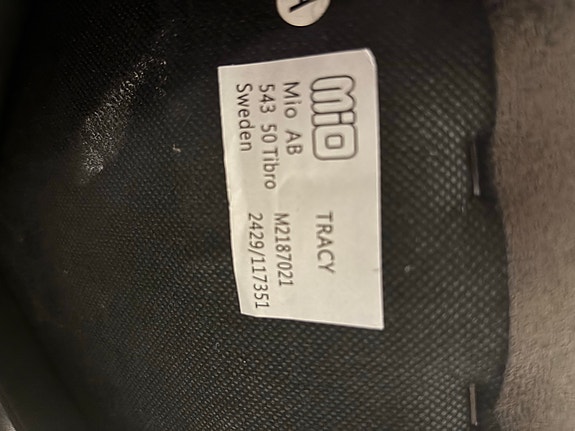 A
mio
Mio AB
543 50 Tibro
Sweden
TRACY
M2187021
2429/117351